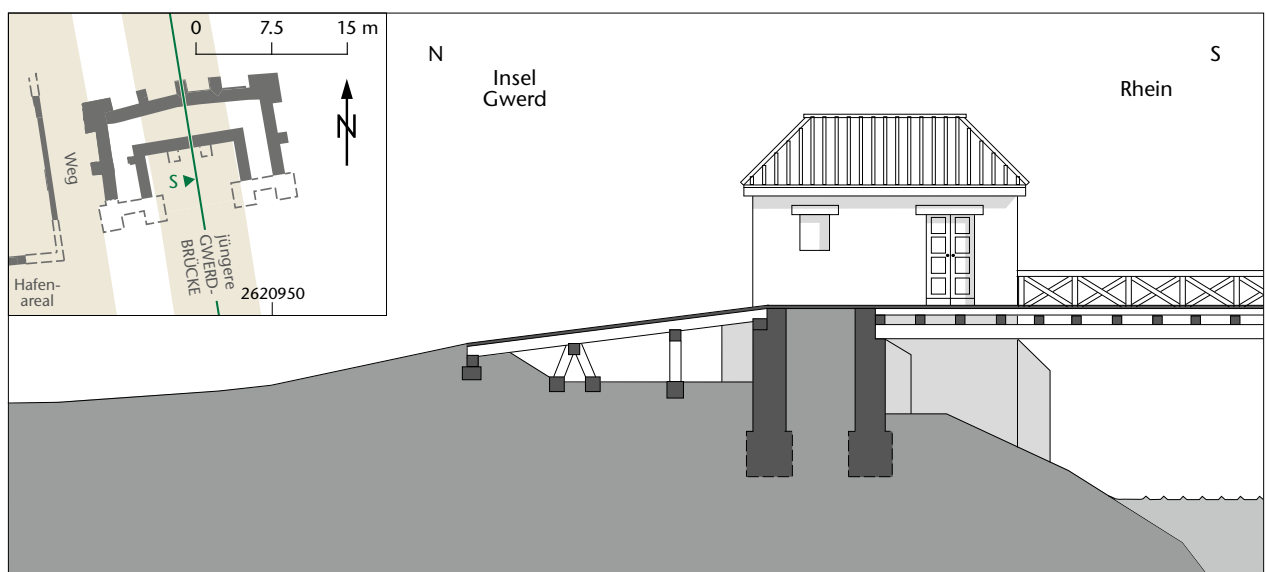 0 7.5 15 m
N
Weg
S
jüngere
GWERD-
BRÜCKE
2620950
Hafen-
areal
N
S
Insel
Gwerd
Rhein